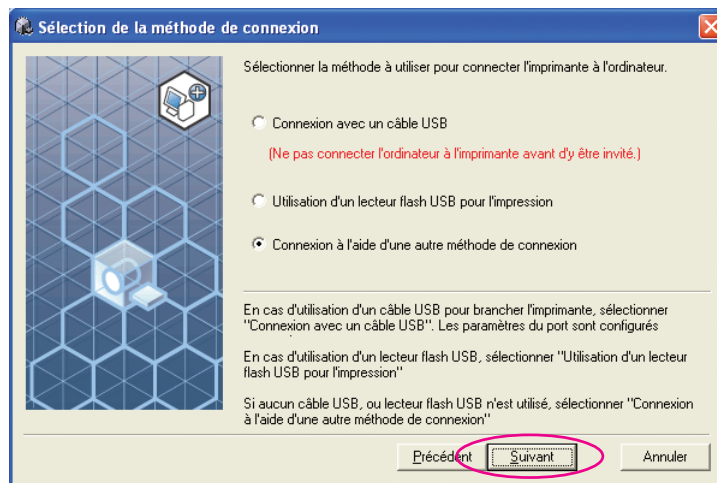 Sélection de la méthode de connexion
Sélectionner la méthode à utiliser pour connecter l'imprimante à l'ordinateur.
Connexion avec un câble USB
(Ne pas connecter l'ordinateur à l'imprimante avant d'y être invité.)
Utilisation d'un lecteur flash USB pour l'impression
Connexion à l'aide d'une autre méthode de connexion
En cas d'utilisation d'un câble USB pour brancher l'imprimante, sélectionner
"Connexion avec un câble USB". Les paramètres du port sont configurés
En cas d'utilisation d'un lecteur flash USB, sélectionner "Utilisation d'un lecteur
flash USB pour l'impression"
Si aucun câble USB, ou lecteur flash USB n'est utilisé, sélectionner "Connexion
à l'aide d'une autre méthode de connexion"
Précédent
Suivant
Annuler